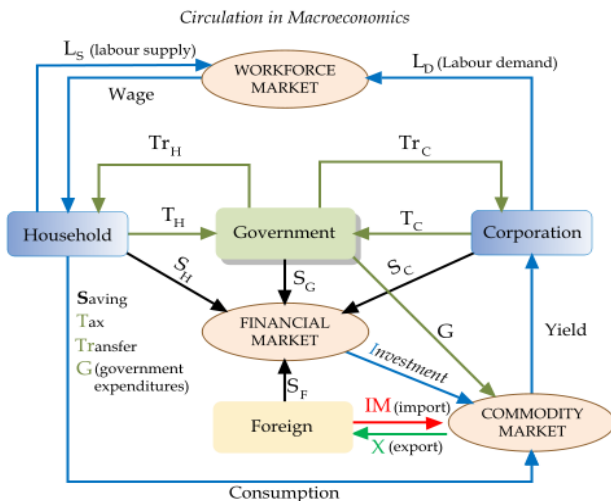 Circulation in Macroeconomics
LS (labour supply)
WORKFORCE
MARKET
LD (Labour demand)
Wage
TrH
TrC
Household
TH
Government
TC
Corporation
SH
SG
SC
Saving
Tax
Transfer
G (government
expenditures)
FINANCIAL
MARKET
G
Yield
Investment
SF
Foreign
IM (import)
X (export)
COMMODITY
MARKET
Consumption